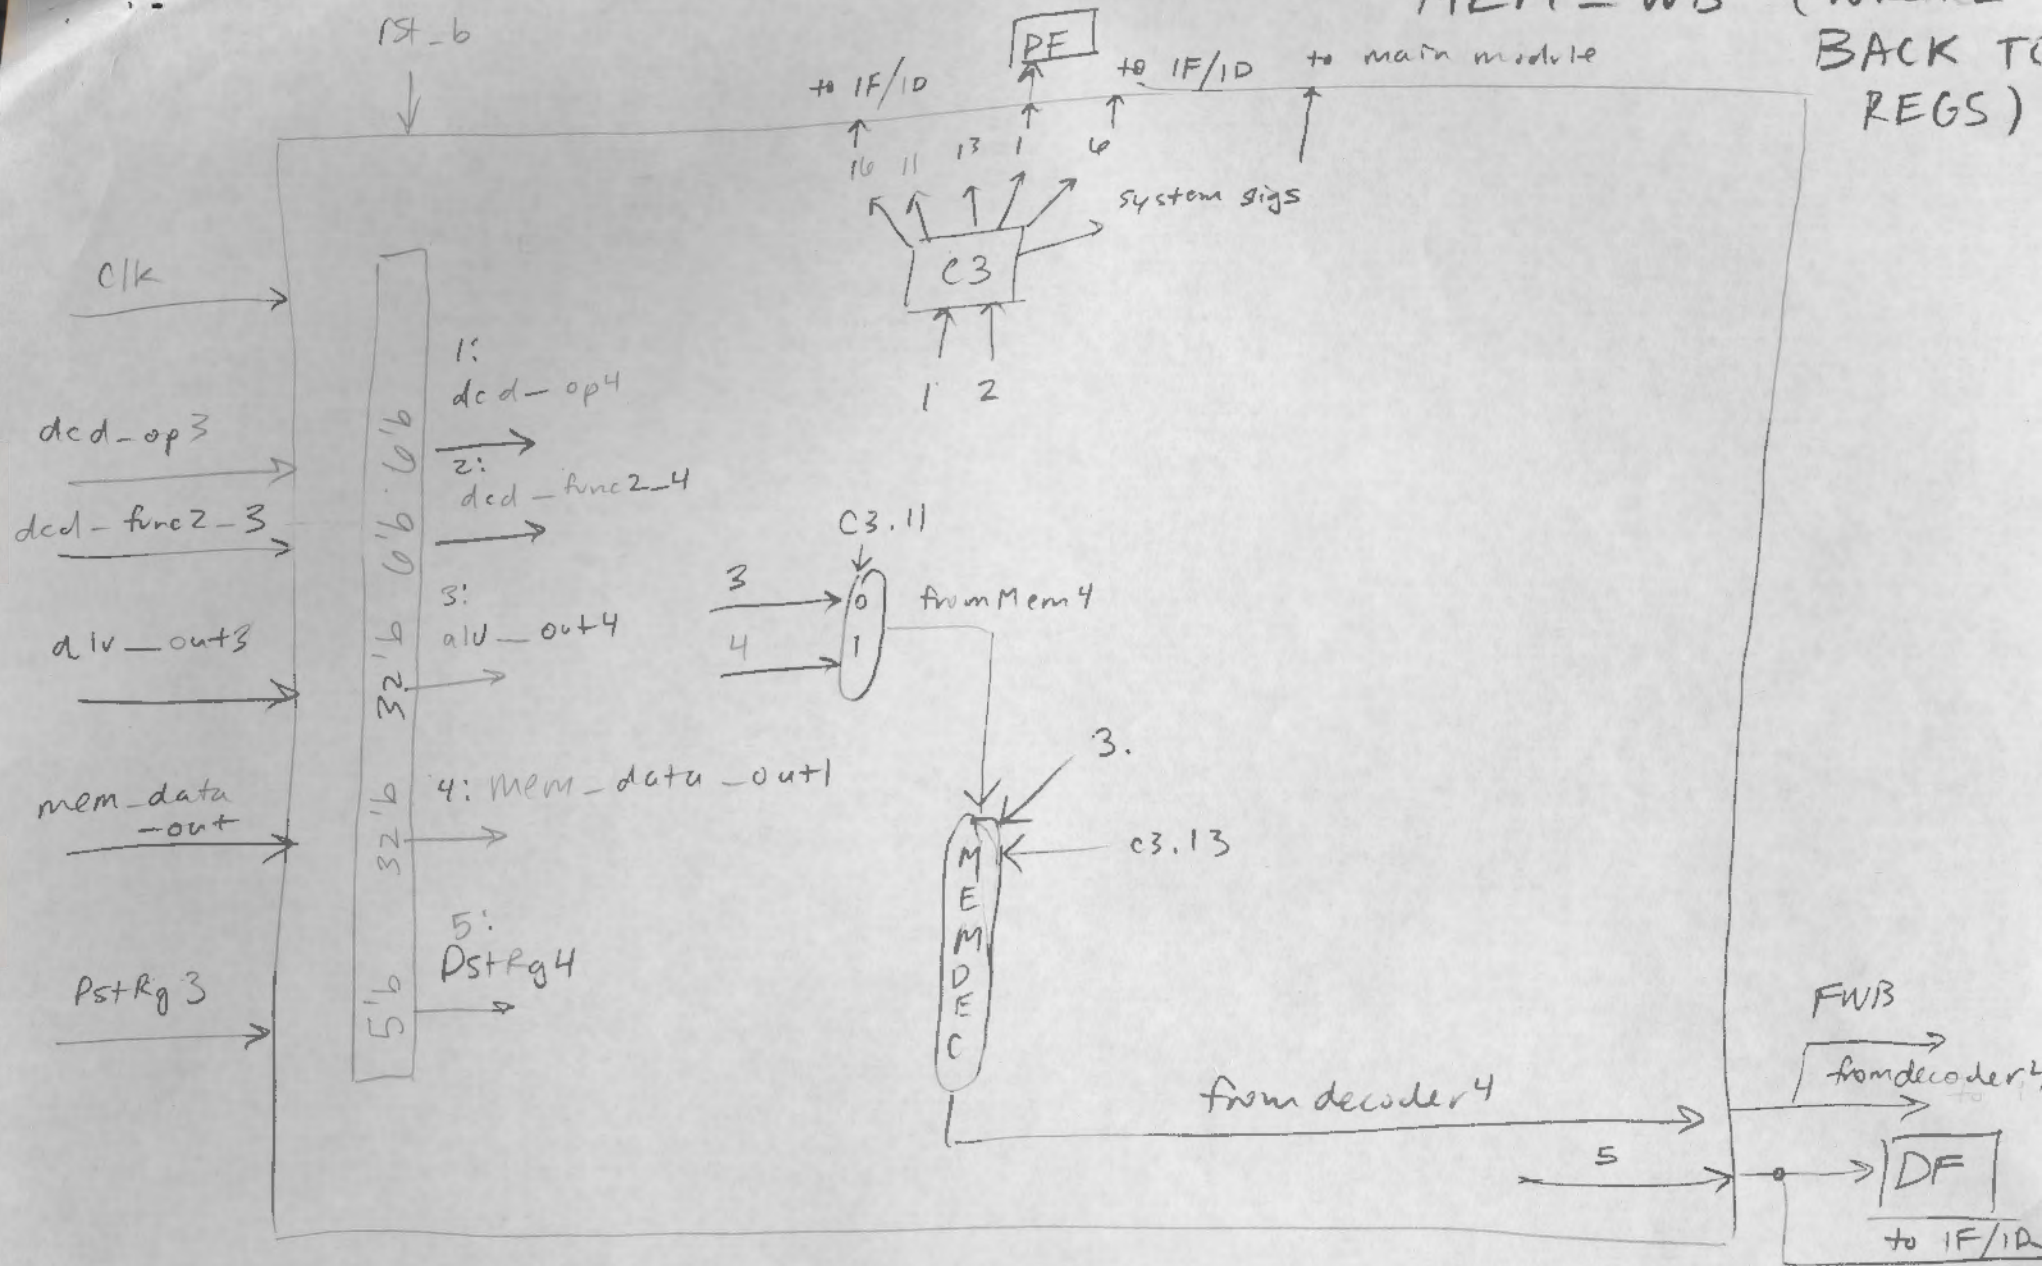 rst_b
MEM_WB
BACK TO
REGS)
DF
to IF/ID
to IF/ID
to main module
16 11 13 1 6
system sigs
C3
1 2
clk
dcd_op3
dcd_func2_3
alu_out3
mem_data
_out
DstRg3
6'b
6'b
32'b
32'b
5'b
1:
dcd_op4
2:
dcd_func2_4
3:
alu_out4
4: mem_data_out1
5:
DstRg4
C3.11
3
4
0
1
fromMem4
3.
c3.13
MEMDEC
fromdecoder4
5
FWB
fromdecoder4
DF
to IF/ID